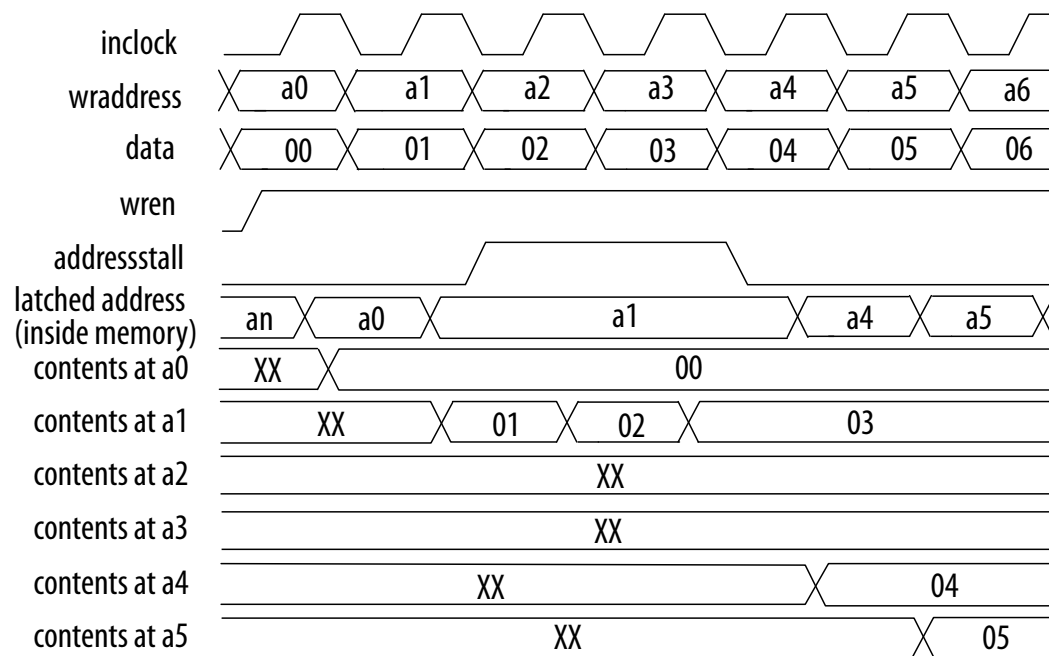 inclock
wraddress a0 a1 a2 a3 a4 a5 a6
data 00 01 02 03 04 05 06
wren
addressstall
latched address
(inside memory) an a0 a1 a4 a5
contents at a0 XX 00
contents at a1 XX 01 02 03
contents at a2 XX
contents at a3 XX
contents at a4 XX 04
contents at a5 XX 05